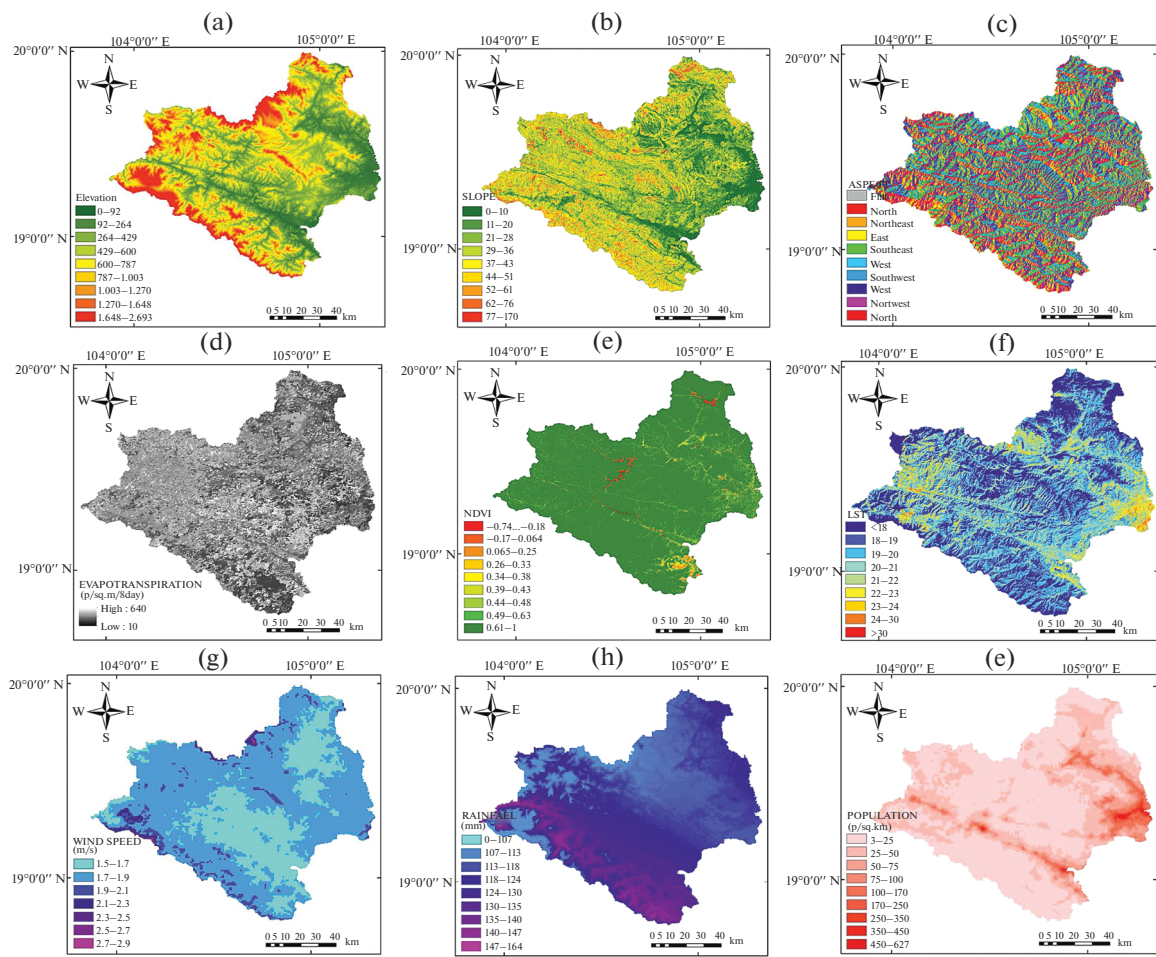 (a)
104°0′0′′ E 105°0′0′′ E
20°0′0′′ N
N
W E
S
Elevation
0–92
92–264
264–429
429–600
600–787
787–1.003
1.003–1.270
1.270–1.648
1.648–2.693
19°0′0′′ N
0 5 10 20 30 40
km
(b)
104°0′0′′ E 105°0′0′′ E
20°0′0′′ N
N
W E
S
SLOPE
0–10
11–20
21–28
29–36
37–43
44–51
52–61
62–76
77–170
19°0′0′′ N
0 5 10 20 30 40
km
(c)
104°0′0′′ E 105°0′0′′ E
20°0′0′′ N
N
W E
S
North
Northeast
East
Southeast
West
Southwest
West
Nortwest
North
19°0′0′′ N
0 5 10 20 30 40
km
(d)
104°0′0′′ E 105°0′0′′ E
20°0′0′′ N
N
W E
S
19°0′0′′ N
EVAPOTRANSPIRATION
(p/sq.m/8day)
High : 640
Low : 10
0 5 10 20 30 40
km
(e)
104°0′0′′ E 105°0′0′′ E
20°0′0′′ N
N
W E
S
NDVI
–0.74...–0.18
–0.17–0.064
0.065–0.25
0.26–0.33
0.34–0.38
0.39–0.43
0.44–0.48
0.49–0.63
0.61–1
19°0′0′′ N
0 5 10 20 30 40
km
(f)
104°0′0′′ E 105°0′0′′ E
20°0′0′′ N
N
W E
S
LST
<18
18–19
19–20
20–21
21–22
22–23
23–24
24–30
>30
19°0′0′′ N
0 5 10 20 30 40
km
(g)
104°0′0′′ E 105°0′0′′ E
20°0′0′′ N
N
W E
S
WIND SPEED
(m/s)
1.5–1.7
1.7–1.9
1.9–2.1
2.1–2.3
2.3–2.5
2.5–2.7
2.7–2.9
19°0′0′′ N
0 5 10 20 30 40
km
(h)
104°0′0′′ E 105°0′0′′ E
20°0′0′′ N
N
W E
S
RAINFAEL
(mm)
0–107
107–113
113–118
118–124
124–130
130–135
135–140
140–147
147–164
19°0′0′′ N
0 5 10 20 30 40
km
(e)
104°0′0′′ E 105°0′0′′ E
20°0′0′′ N
N
W E
S
POPULATION
(p/sq.km)
3–25
25–50
50–75
75–100
100–170
170–250
250–350
350–450
450–627
19°0′0′′ N
0 5 10 20 30 40
km